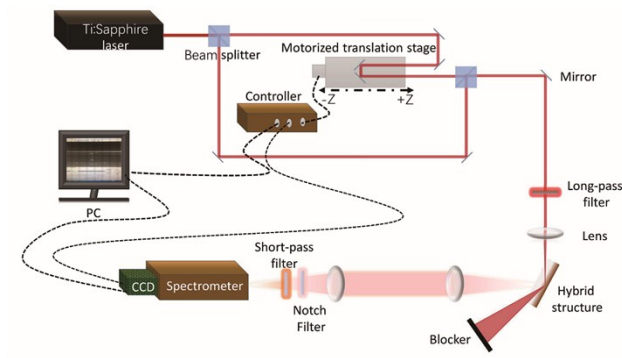 Ti:Sapphire
laser
Beam splitter
Motorized translation stage
-Z
+Z
Mirror
Controller
PC
Long-pass
filter
Lens
Short-pass
filter
CCD
Spectrometer
Notch
Filter
Hybrid
structure
Blocker